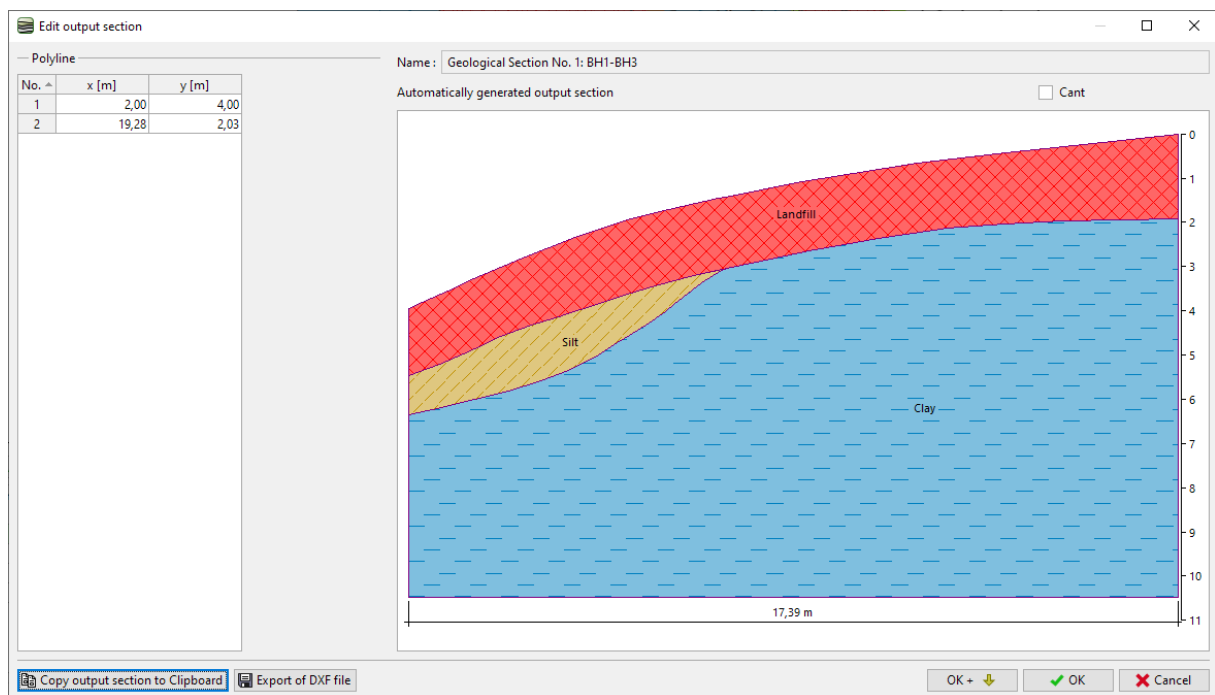 Edit output section
Polyline
No. x [m] y [m]
1 2,00 4,00
2 19,28 2,03
Name : Geological Section No. 1: BH1-BH3
Automatically generated output section Cant
0
1
2
3
4
5
6
7
8
9
10
11
Landfill
Silt
Clay
17,39 m
Copy output section to Clipboard Export of DXF file OK + OK Cancel